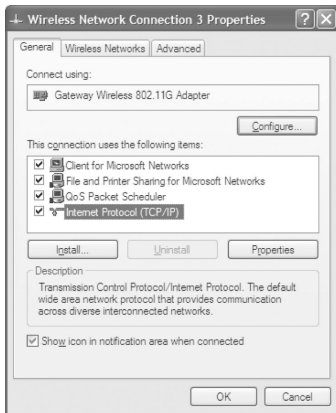 Wireless Network Connection 3 Properties
General Wireless Networks Advanced
Connect using:
Gateway Wireless 802.11G Adapter
Configure...
This connection uses the following items:
Client for Microsoft Networks
File and Printer Sharing for Microsoft Networks
QoS Packet Scheduler
Internet Protocol (TCP/IP)
Install... Uninstall Properties
Description
Transmission Control Protocol/Internet Protocol. The default
wide area network protocol that provides communication
across diverse interconnected networks.
Show icon in notification area when connected
OK Cancel